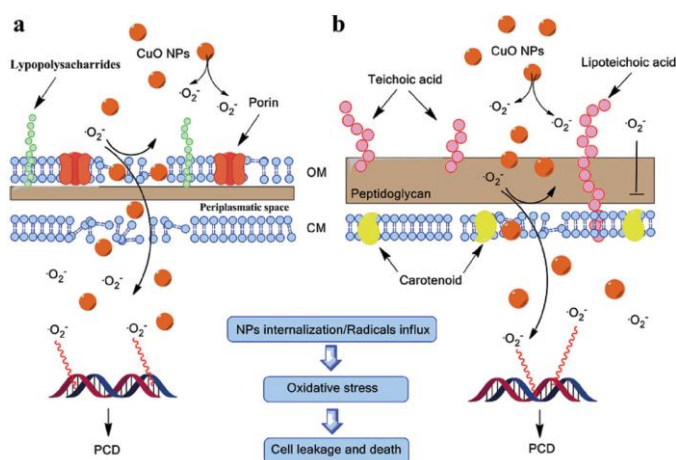 a
CuO NPs
Lypopolysacharrides
·O₂⁻
·O₂⁻
Porin
·O₂⁻
OM
Periplasmatic space
CM
·O₂⁻
·O₂⁻
·O₂⁻
·O₂⁻
PCD
b
CuO NPs
Lipoteichoic acid
Teichoic acid
·O₂⁻
·O₂⁻
·O₂⁻
·O₂⁻
Peptidoglycan
Carotenoid
·O₂⁻
·O₂⁻
·O₂⁻
PCD
NPs internalization/Radicals influx
Oxidative stress
Cell leakage and death